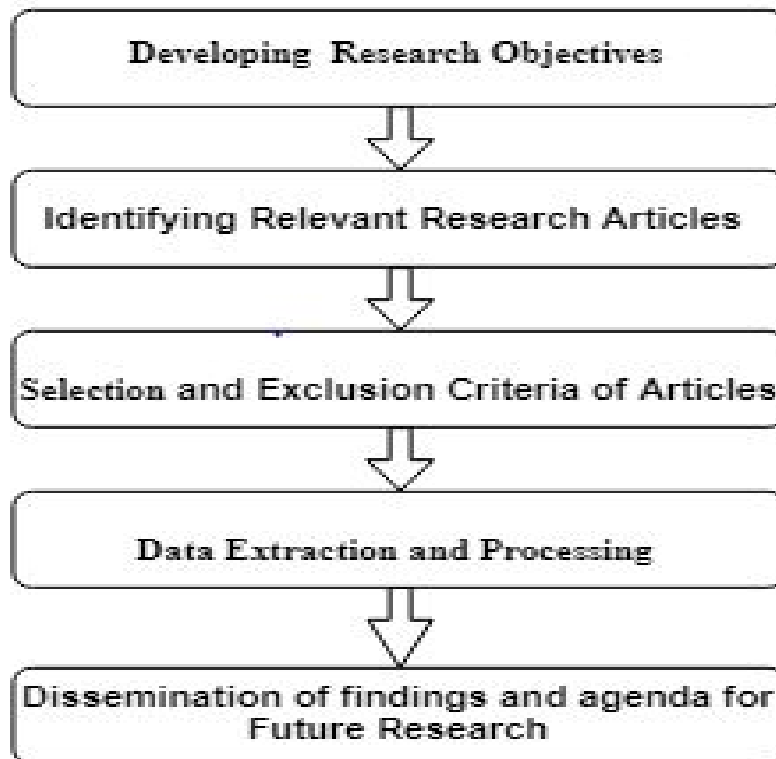 Developing Research Objectives
Identifying Relevant Research Articles
Selection and Exclusion Criteria of Articles
Data Extraction and Processing
Dissemination of findings and agenda for
Future Research